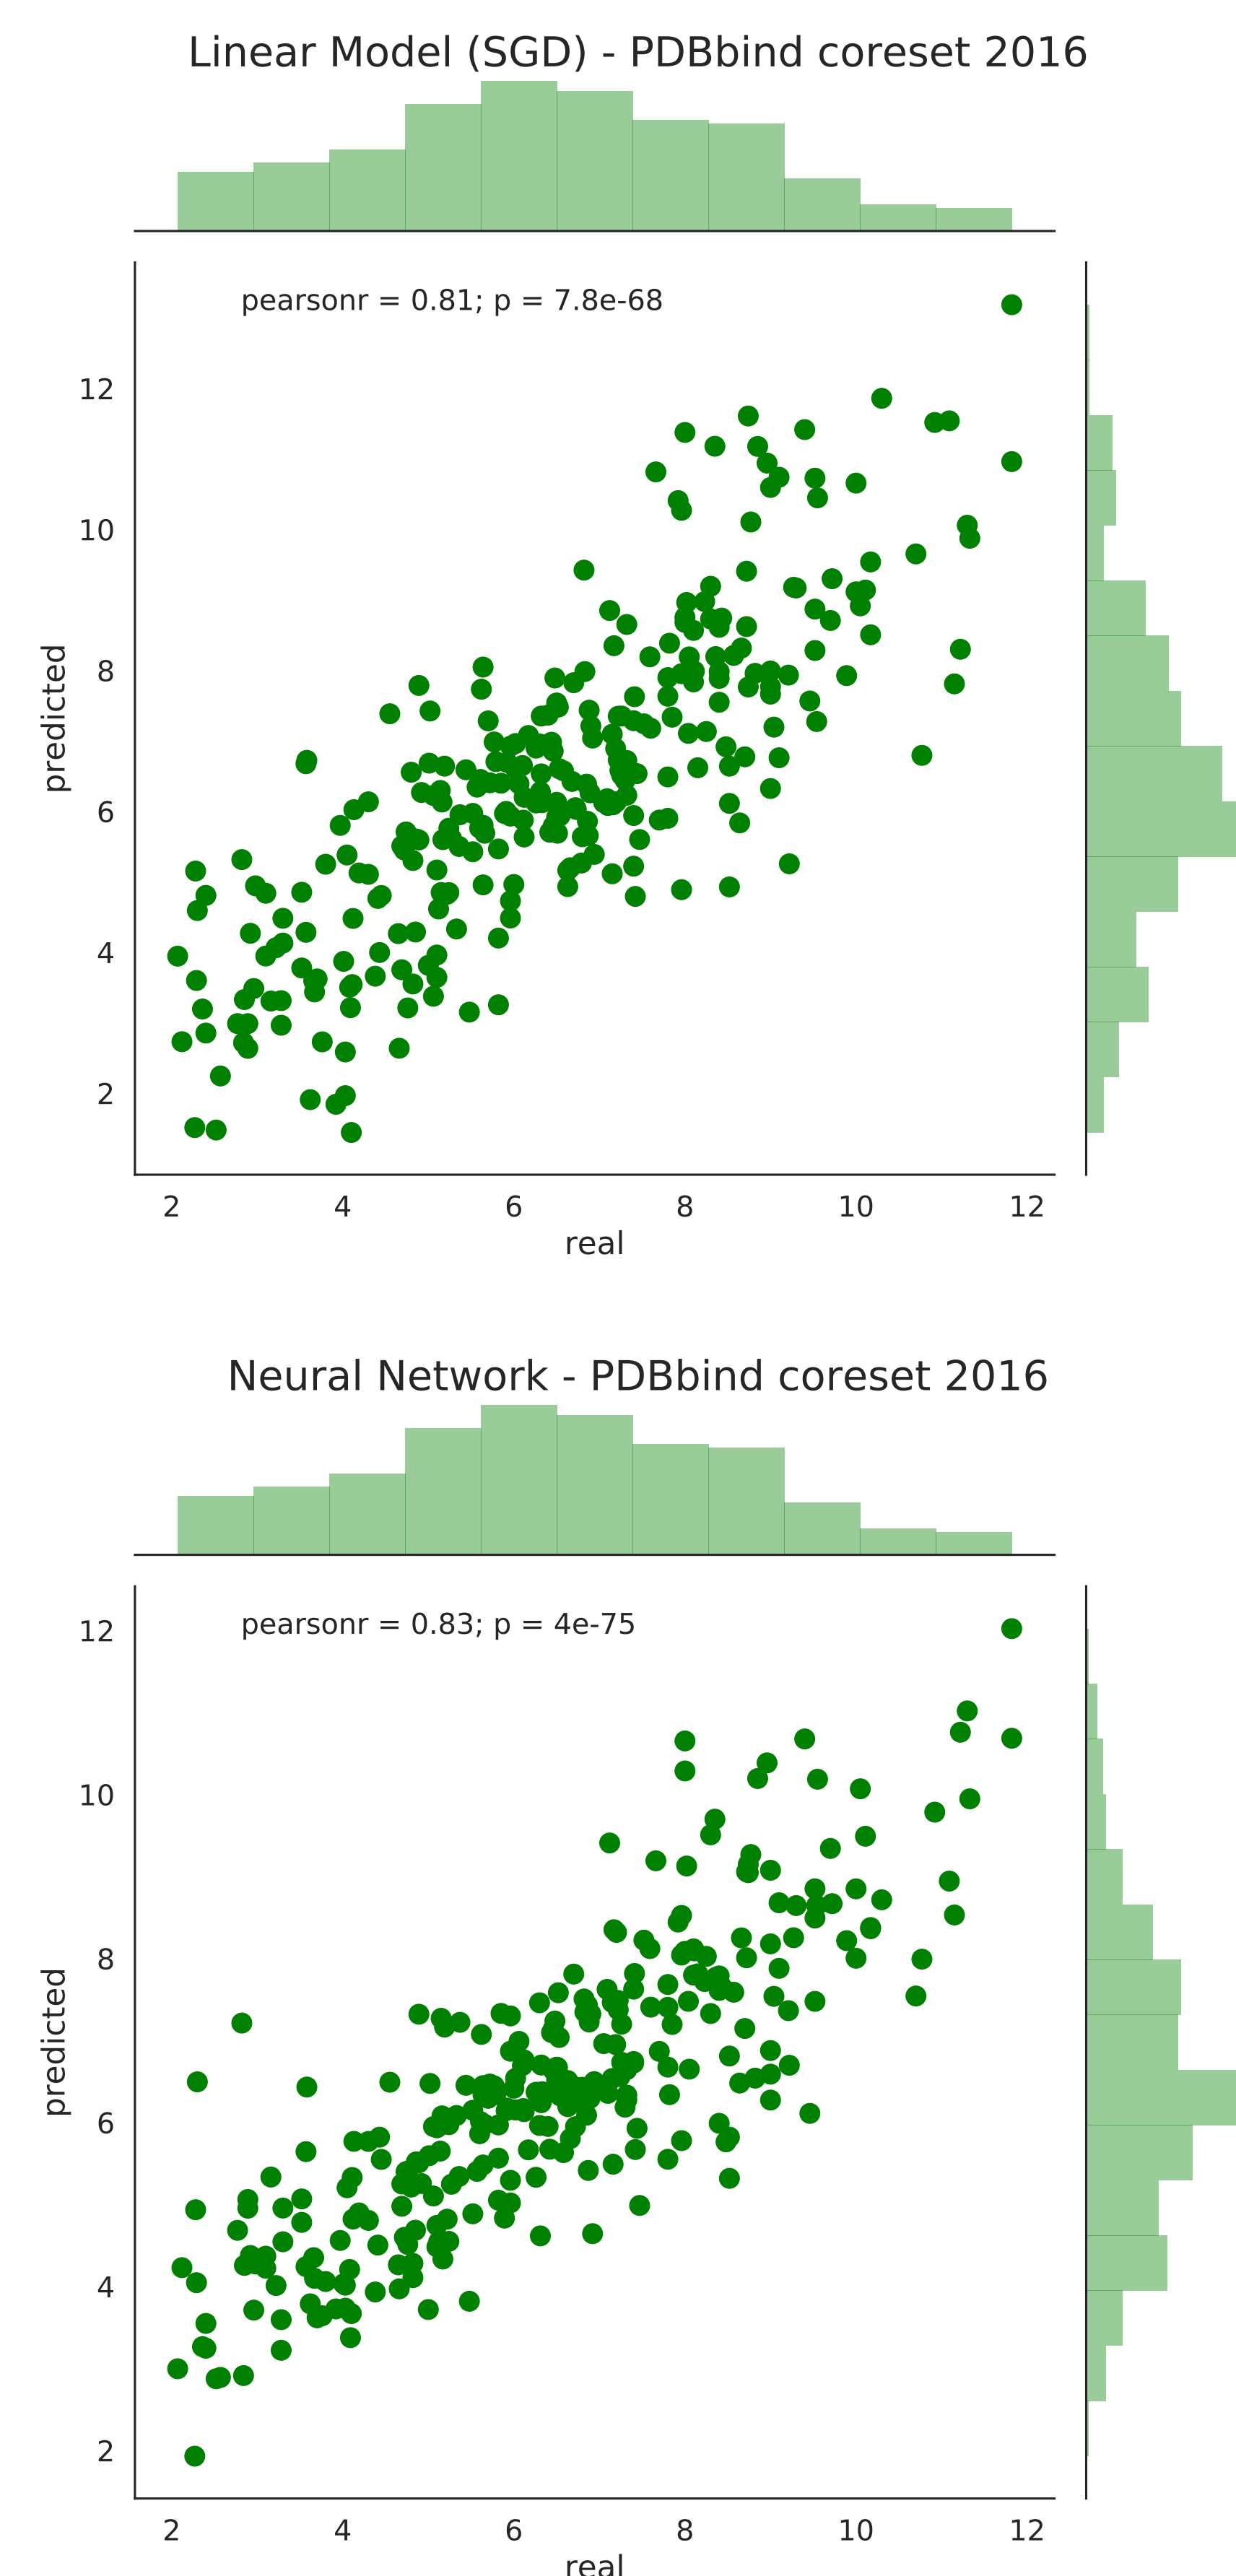 Linear Model (SGD) - PDBbind coreset 2016
pearsonr = 0.81; p = 7.8e-68
12
10
8
6
4
2
predicted
2 4 6 8 10 12
real
Neural Network - PDBbind coreset 2016
pearsonr = 0.83; p = 4e-75
12
10
8
6
4
2
predicted
2 4 6 8 10 12
real